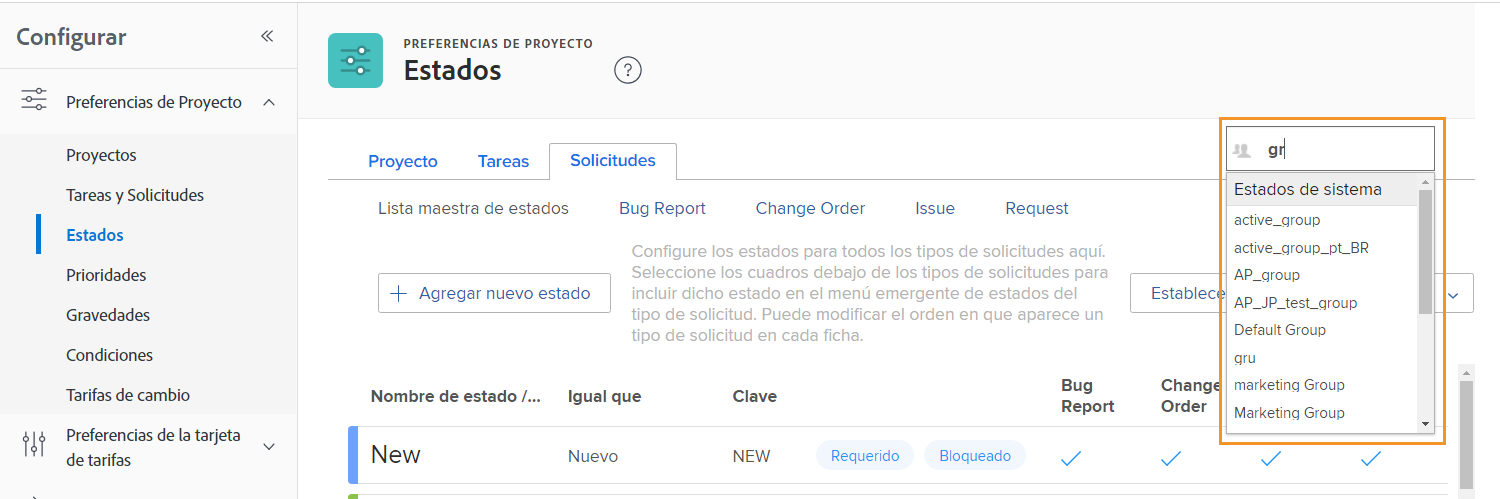 Configurar
Preferencias de Proyecto
Proyectos
Tareas y Solicitudes
Estados
Prioridades
Gravedades
Condiciones
Tarifas de cambio
Preferencias de la tarjeta
de tarifas
PREFERENCIAS DE PROYECTO
Estados
?
Proyecto Tareas Solicitudes
gr
Estados de sistema
active_group
active_group_pt_BR
AP_group
AP_JP_test_group
Default Group
gru
marketing Group
Marketing Group
Lista maestra de estados Bug Report Change Order Issue Request
Agregar nuevo estado
Configure los estados para todos los tipos de solicitudes aquí.
Seleccione los cuadros debajo de los tipos de solicitudes para
incluir dicho estado en el menú emergente de estados del
tipo de solicitud. Puede modificar el orden en que aparece un
tipo de solicitud en cada ficha.
Establece
Nombre de estado /... Igual que Clave
Bug
Report
Change
Order
New Nuevo NEW Requerido Bloqueado